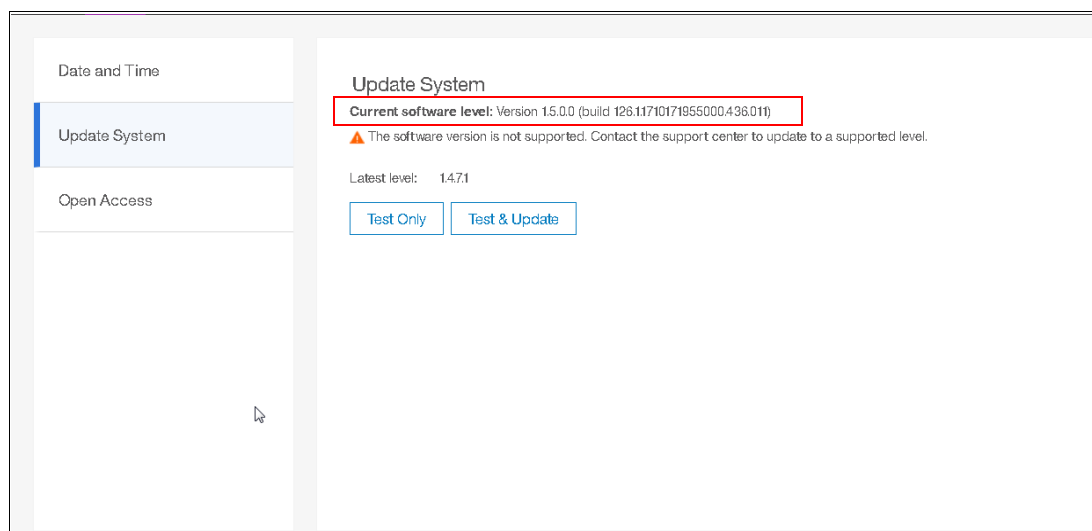 Date and Time
Update System
Open Access
Update System
Current software level: Version 1.5.0.0 (build 126.1.1710171955000.436.011)
The software version is not supported. Contact the support center to update to a supported level.
Latest level: 1.4.7.1
Test Only
Test & Update